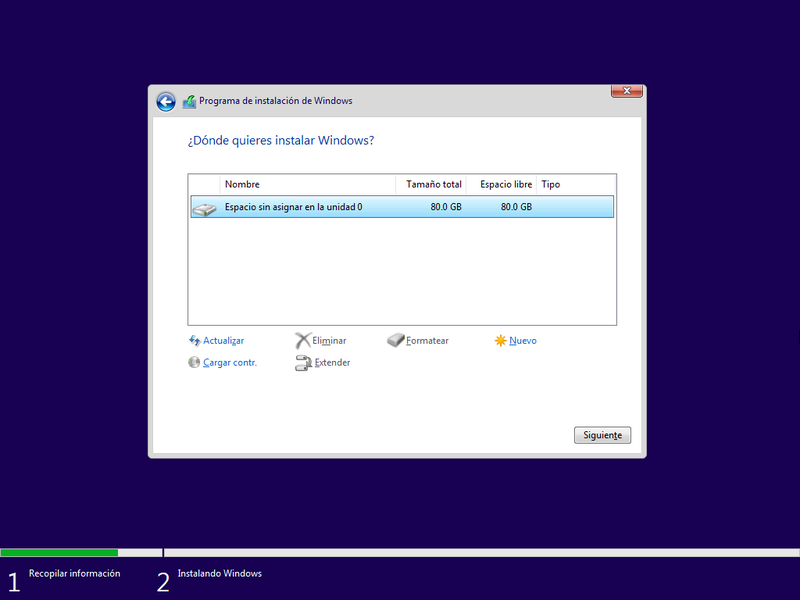 Programa de instalación de Windows
¿Dónde quieres instalar Windows?
Nombre Tamaño total Espacio libre Tipo
Espacio sin asignar en la unidad 0 80.0 GB 80.0 GB
Actualizar Eliminar Formatear Nuevo
Cargar contr. Extender
Siguiente
1 Recopilar información 2 Instalando Windows